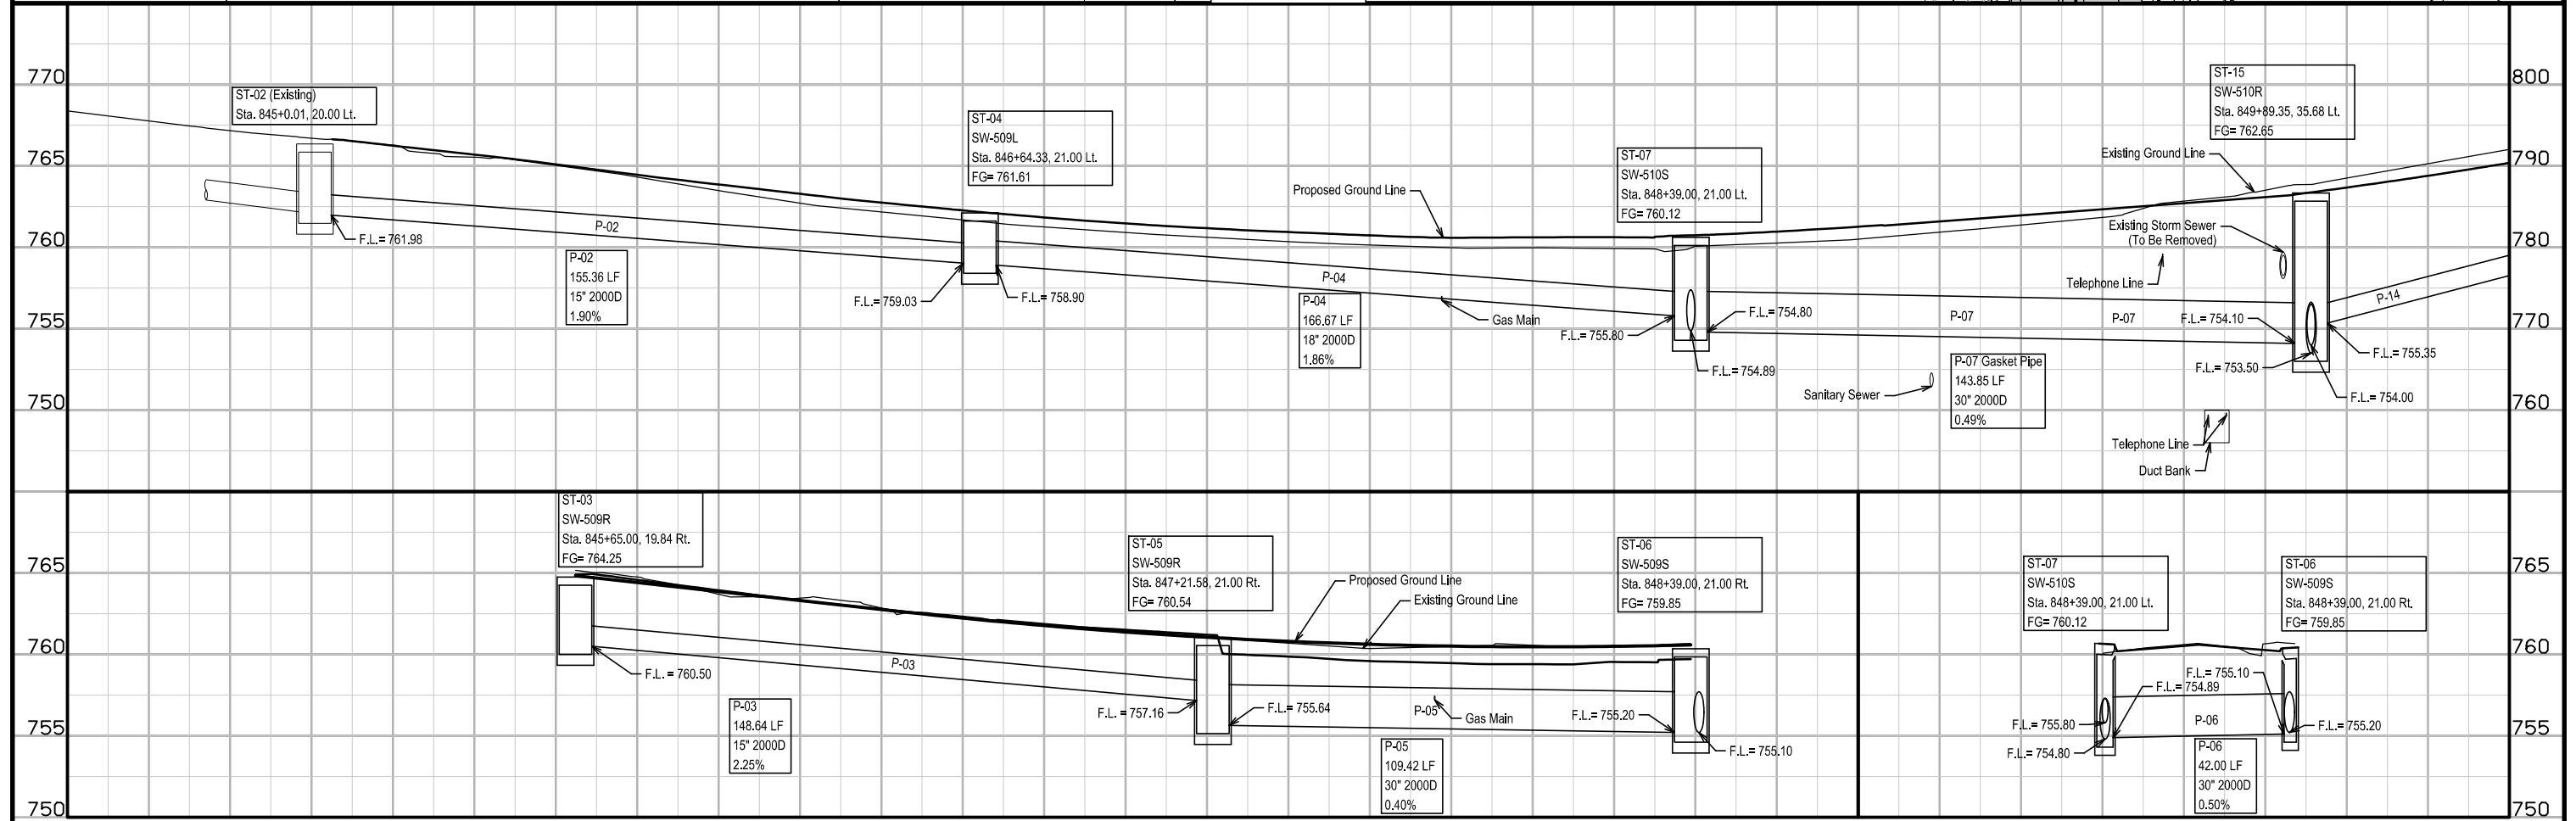 770
765
760
755
750
800
790
780
770
760
ST-02 (Existing)
Sta. 845+0.01, 20.00 Lt.
F.L.= 761.98
P-02
P-02
155.36 LF
15" 2000D
1.90%
ST-04
SW-509L
Sta. 846+64.33, 21.00 Lt.
FG= 761.61
F.L.= 759.03
F.L.= 758.90
Proposed Ground Line
P-04
P-04
166.67 LF
18" 2000D
1.86%
Gas Main
ST-07
SW-510S
Sta. 848+39.00, 21.00 Lt.
FG= 760.12
F.L.= 755.80
F.L.= 754.80
F.L.= 754.89
Sanitary Sewer
P-07
P-07
P-07 Gasket Pipe
143.85 LF
30" 2000D
0.49%
ST-15
SW-510R
Sta. 849+89.35, 35.68 Lt.
FG= 762.65
Existing Ground Line
Existing Storm Sewer
(To Be Removed)
Telephone Line
F.L.= 754.10
F.L.= 753.50
P-14
F.L.= 755.35
F.L.= 754.00
Telephone Line
Duct Bank
765
760
755
750
765
760
755
750
ST-03
SW-509R
Sta. 845+65.00, 19.84 Rt.
FG= 764.25
F.L.= 760.50
P-03
P-03
148.64 LF
15" 2000D
2.25%
ST-05
SW-509R
Sta. 847+21.58, 21.00 Rt.
FG= 760.54
F.L. = 757.16
F.L.= 755.64
Proposed Ground Line
Existing Ground Line
P-05
Gas Main
P-05
109.42 LF
30" 2000D
0.40%
ST-06
SW-509S
Sta. 848+39.00, 21.00 Rt.
FG= 759.85
F.L.= 755.20
F.L.= 755.10
ST-07
SW-510S
Sta. 848+39.00, 21.00 Lt.
FG= 760.12
ST-06
SW-509S
Sta. 848+39.00, 21.00 Rt.
FG= 759.85
F.L.= 755.10
F.L.= 754.89
F.L.= 755.80
F.L.= 754.80
P-06
F.L.= 755.20
P-06
42.00 LF
30" 2000D
0.50%